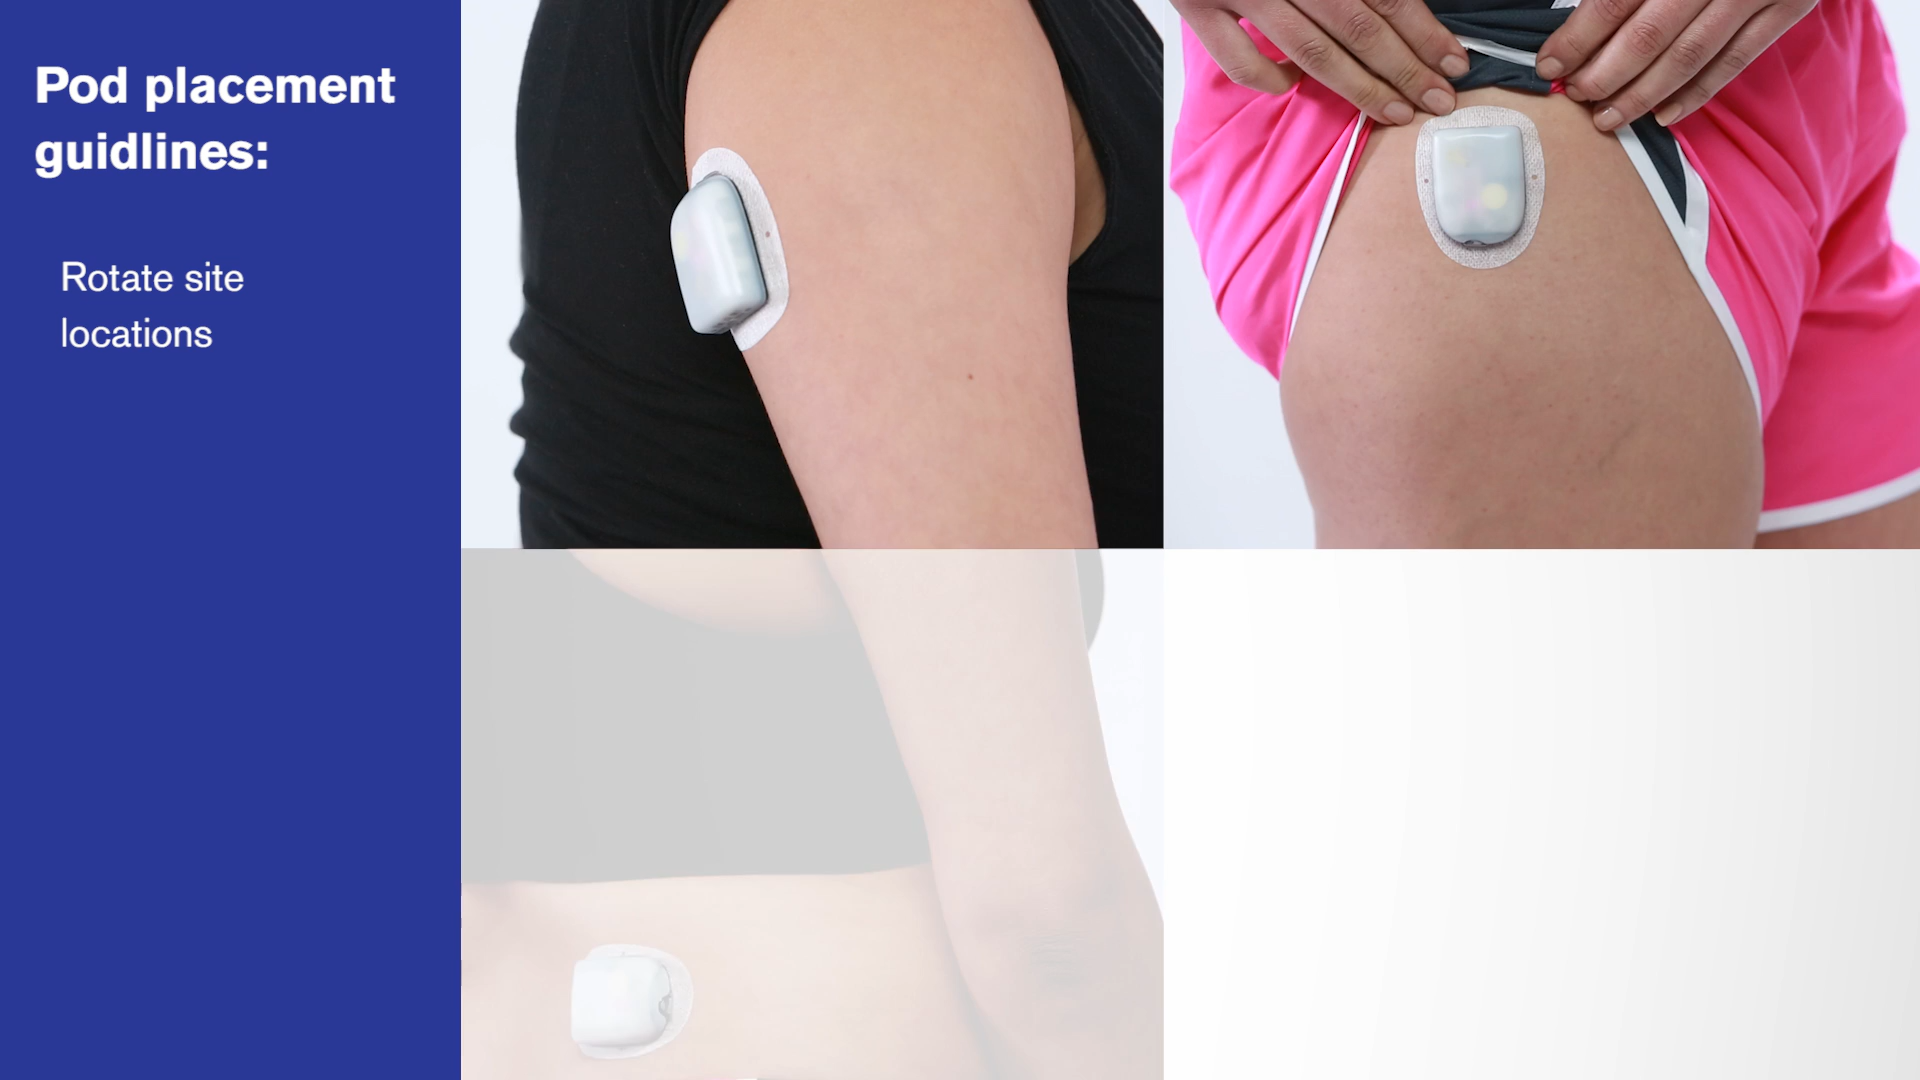 Pod placement
guidlines:
Rotate site
locations